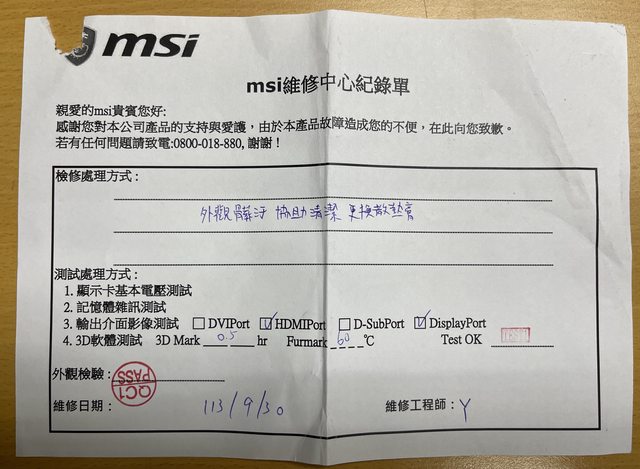 msi
msi維修中心紀錄單
親愛的msi貴賓您好:
感謝您對本公司產品的支持與愛護，由於本產品故障造成您的不便，在此向您致歉。
若有任何問題請致電:0800-018-880, 謝謝！
檢修處理方式：
外觀髒汙 協助清潔 更換散熱膏
測試處理方式：
1. 顯示卡基本電壓測試
2. 記憶體雜訊測試
3. 輸出介面影像測試 □ DVIPort ☑ HDMIPort □ D-SubPort ☑ DisplayPort
4. 3D軟體測試 3D Mark 0.5 hr Furmark 60 ℃ Test OK
外觀檢驗： QC1 PASS
維修日期： 113/9/30 維修工程師：Y